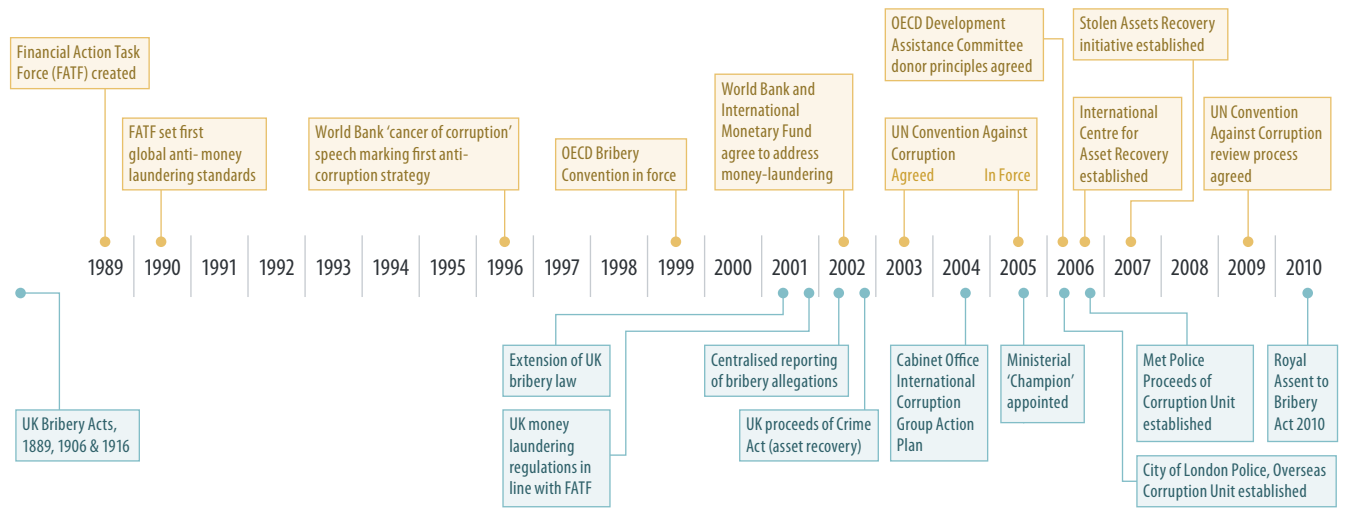 Financial Action Task
Force (FATF) created
FATF set first
global anti- money
laundering standards
World Bank ‘cancer of corruption’
speech marking first anti-
corruption strategy
OECD Bribery
Convention in force
World Bank and
International
Monetary Fund
agree to address
money-laundering
OECD Development
Assistance Committee
donor principles agreed
UN Convention Against
Corruption
Agreed In Force
Stolen Assets Recovery
initiative established
International
Centre for
Asset Recovery
established
UN Convention
Against Corruption
review process
agreed
1989 1990 1991 1992 1993 1994 1995 1996 1997 1998 1999 2000 2001 2002 2003 2004 2005 2006 2007 2008 2009 2010
UK Bribery Acts,
1889, 1906 & 1916
Extension of UK
bribery law
UK money
laundering
regulations in
line with FATF
Centralised reporting
of bribery allegations
UK proceeds of Crime
Act (asset recovery)
Cabinet Office
International
Corruption
Group Action
Plan
Ministerial
‘Champion’
appointed
Met Police
Proceeds of
Corruption Unit
established
City of London Police, Overseas
Corruption Unit established
Royal
Assent to
Bribery
Act 2010